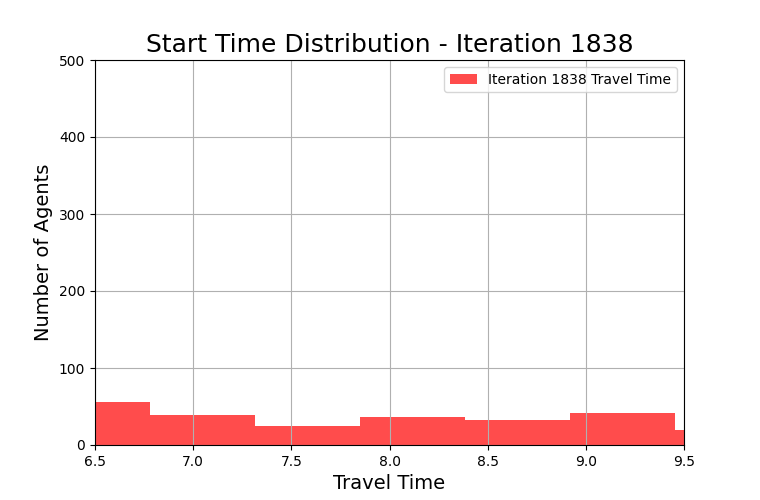 Start Time Distribution - Iteration 1838
Iteration 1838 Travel Time
Number of Agents
500
400
300
200
100
0
6.5 7.0 7.5 8.0 8.5 9.0 9.5
Travel Time